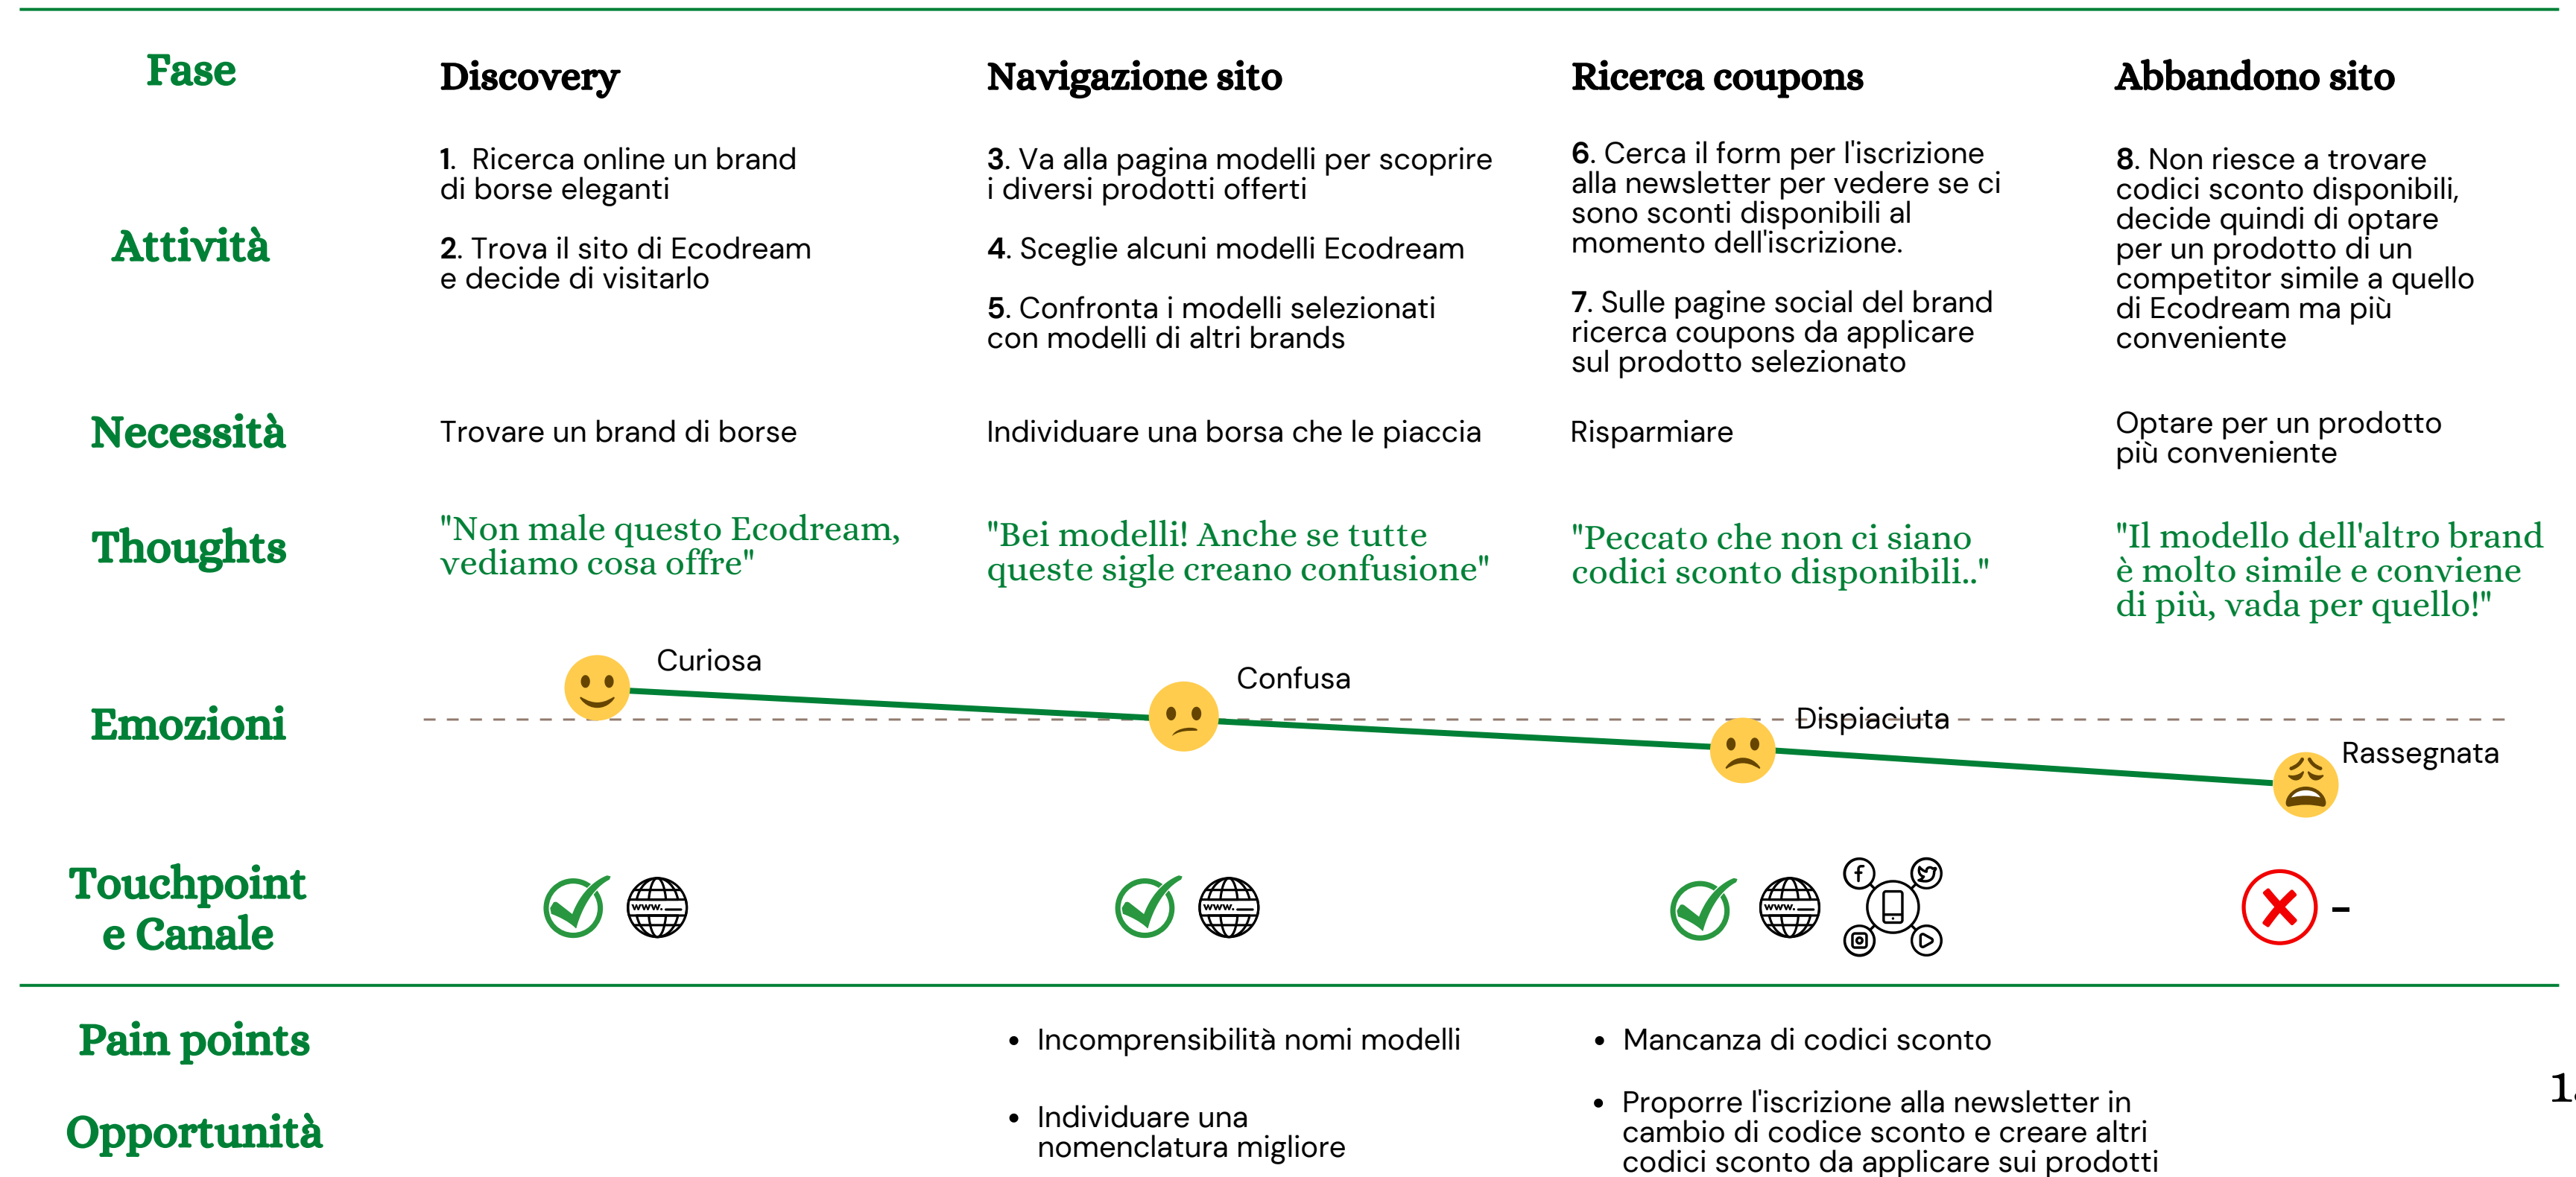 Fase
Discovery
Navigazione sito
Ricerca coupons
Abbandono sito
Attività
1. Ricerca online un brand
di borse eleganti
2. Trova il sito di Ecodream
e decide di visitarlo
3. Va alla pagina modelli per scoprire
i diversi prodotti offerti
4. Sceglie alcuni modelli Ecodream
5. Confronta i modelli selezionati
con modelli di altri brands
6. Cerca il form per l'iscrizione
alla newsletter per vedere se ci
sono sconti disponibili al
momento dell'iscrizione.
7. Sulle pagine social del brand
ricerca coupons da applicare
sul prodotto selezionato
8. Non riesce a trovare
codici sconto disponibili,
decide quindi di optare
per un prodotto di un
competitor simile a quello
di Ecodream ma più
conveniente
Necessità
Trovare un brand di borse
Individuare una borsa che le piaccia
Risparmiare
Optare per un prodotto
più conveniente
Thoughts
"Non male questo Ecodream,
vediamo cosa offre"
"Bei modelli! Anche se tutte
queste sigle creano confusione"
"Peccato che non ci siano
codici sconto disponibili.."
"Il modello dell'altro brand
è molto simile e conviene
di più, vada per quello!"
Emozioni
Curiosa
Confusa
Dispiaciuta
Rassegnata
Touchpoint
e Canale
www.
www.
www.
-
Pain points
• Incomprensibilità nomi modelli
• Mancanza di codici sconto
Opportunità
• Individuare una
nomenclatura migliore
• Proporre l'iscrizione alla newsletter in
cambio di codice sconto e creare altri
codici sconto da applicare sui prodotti